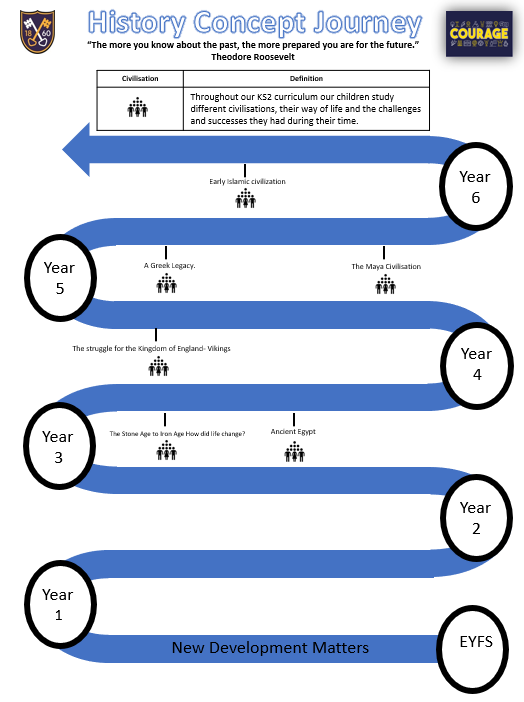 History Concept Journey
18 60
COURAGE
“The more you know about the past, the more prepared you are for the future.”
Theodore Roosevelt
Civilisation Definition
Throughout our KS2 curriculum our children study
different civilisations, their way of life and the challenges
and successes they had during their time.
Early Islamic civilization
Year
6
A Greek Legacy.
The Maya Civilisation
Year
5
The struggle for the Kingdom of England- Vikings
Year
4
The Stone Age to Iron Age How did life change?
Ancient Egypt
Year
3
Year
2
Year
1
New Development Matters
EYFS